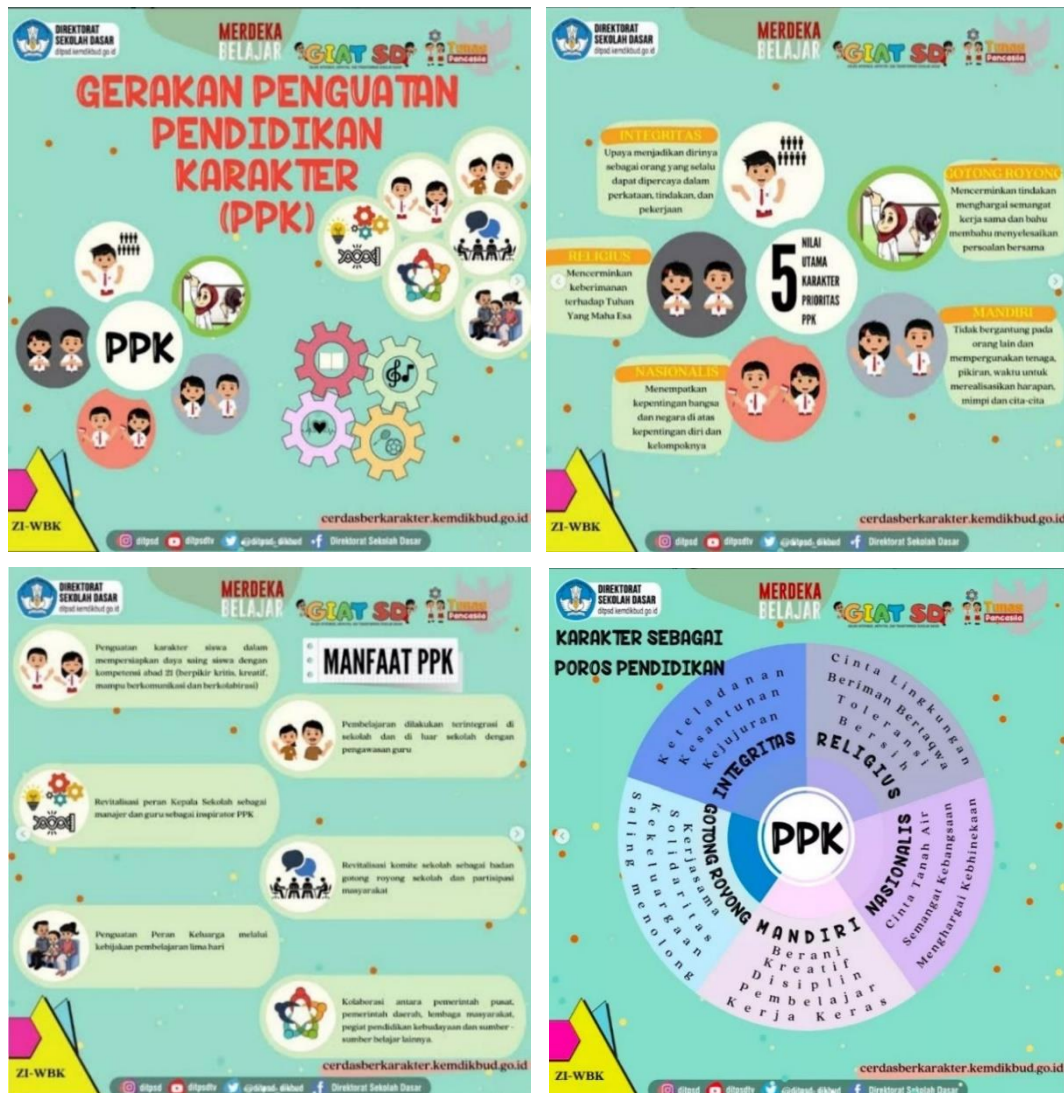 DIREKTORAT
SEKOLAH DASAR
ditpsd.kemdikbud.go.id
MERDEKA
BELAJAR
GIAT SD
Tunas
Pancasila
GERAKAN PENGUATAN
PENDIDIKAN
KARAKTER
(PPK)
PPK
ZI-WBK
cerdasberkarakter.kemdikbud.go.id
ditpsd
ditpsdtv
@ditpsd_dikbud
Direktorat Sekolah Dasar
DIREKTORAT
SEKOLAH DASAR
ditpsd.kemdikbud.go.id
MERDEKA
BELAJAR
GIAT SD
Tunas
Pancasila
INTEGRITAS
Upaya menjadikan dirinya
sebagai orang yang selalu
dapat dipercaya dalam
perkataan, tindakan, dan
pekerjaan
RELIGIUS
Mencerminkan
keberimanan
terhadap Tuhan
Yang Maha Esa
NASIONALIS
Menempatkan
kepentingan bangsa
dan negara di atas
kepentingan diri dan
kelompoknya
5
NILAI
UTAMA
KARAKTER
PRIORITAS
PPK
GOTONG ROYONG
Mencerminkan tindakan
menghargai semangat
kerja sama dan bahu
membahu menyelesaikan
persoalan bersama
MANDIRI
Tidak bergantung pada
orang lain dan
mempergunakan tenaga,
pikiran, waktu untuk
merealisasikan harapan,
mimpi dan cita-cita
ZI-WBK
cerdasberkarakter.kemdikbud.go.id
ditpsd
ditpsdtv
@ditpsd_dikbud
Direktorat Sekolah Dasar
DIREKTORAT
SEKOLAH DASAR
ditpsd.kemdikbud.go.id
MERDEKA
BELAJAR
GIAT SD
Tunas
Pancasila
MANFAAT PPK
Penguatan karakter siswa dalam
mempersiapkan daya saing siswa dengan
kompetensi abad 21 (berpikir kritis, kreatif,
mampu berkomunikasi dan berkolabirasi)
Pembelajaran dilakukan terintegrasi di
sekolah dan di luar sekolah dengan
pengawasan guru
Revitalisasi peran Kepala Sekolah sebagai
manajer dan guru sebagai inspirator PPK
Revitalisasi komite sekolah sebagai badan
gotong royong sekolah dan partisipasi
masyarakat
Penguatan Peran Keluarga melalui
kebijakan pembelajaran lima hari
Kolaborasi antara pemerintah pusat,
pemerintah daerah, lembaga masyarakat,
pegiat pendidikan kebudayaan dan sumber-
sumber belajar lainnya.
ZI-WBK
cerdasberkarakter.kemdikbud.go.id
ditpsd
ditpsdtv
@ditpsd_dikbud
Direktorat Sekolah Dasar
DIREKTORAT
SEKOLAH DASAR
ditpsd.kemdikbud.go.id
MERDEKA
BELAJAR
GIAT SD
Tunas
Pancasila
KARAKTER SEBAGAI
POROS PENDIDIKAN
Keteladanan
Kesantunan
Kejujuran
INTEGRITAS
Cinta Lingkungan
Beriman Bertaqwa
Toleransi
Bersih
RELIGIUS
NASIONALIS
Cinta Tanah Air
Semangat Kebangsaan
Menghargai Kebhinekaan
MANDIRI
Berani
Kreatif
Disiplin
Pembelajar
Kerja Keras
GOTONG ROYONG
Kerjasama
Solidaritas
Kekeluargaan
Saling menolong
PPK
ZI-WBK
cerdasberkarakter.kemdikbud.go.id
ditpsd
ditpsdtv
@ditpsd_dikbud
Direktorat Sekolah Dasar